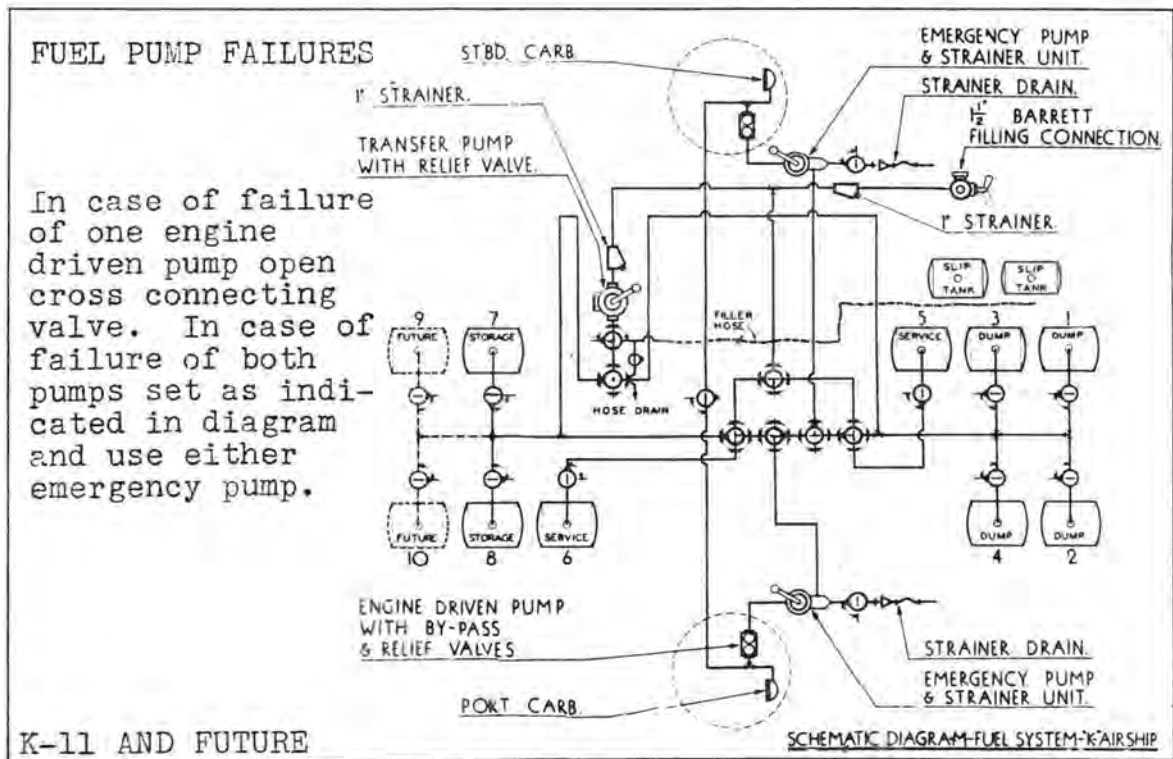 FUEL PUMP FAILURES
In case of failure
of one engine
driven pump open
cross connecting
valve. In case of
failure of both
pumps set as indi-
cated in diagram
and use either
emergency pump.
STBD. CARB.
1" STRAINER.
TRANSFER PUMP
WITH RELIEF VALVE.
EMERGENCY PUMP
& STRAINER UNIT.
STRAINER DRAIN.
1 1/2" BARRETT
FILLING CONNECTION.
1" STRAINER.
SLIP
TANK
SLIP
TANK
FILLER
HOSE
HOSE DRAIN
9
FUTURE
7
STORAGE
5
SERVICE
3
DUMP
1
DUMP
FUTURE
10
STORAGE
8
SERVICE
6
DUMP
4
DUMP
2
ENGINE DRIVEN PUMP
WITH BY-PASS
& RELIEF VALVES
PORT CARB.
STRAINER DRAIN.
EMERGENCY PUMP
& STRAINER UNIT.
K-11 AND FUTURE
SCHEMATIC DIAGRAM-FUEL SYSTEM-"K"AIRSHIP